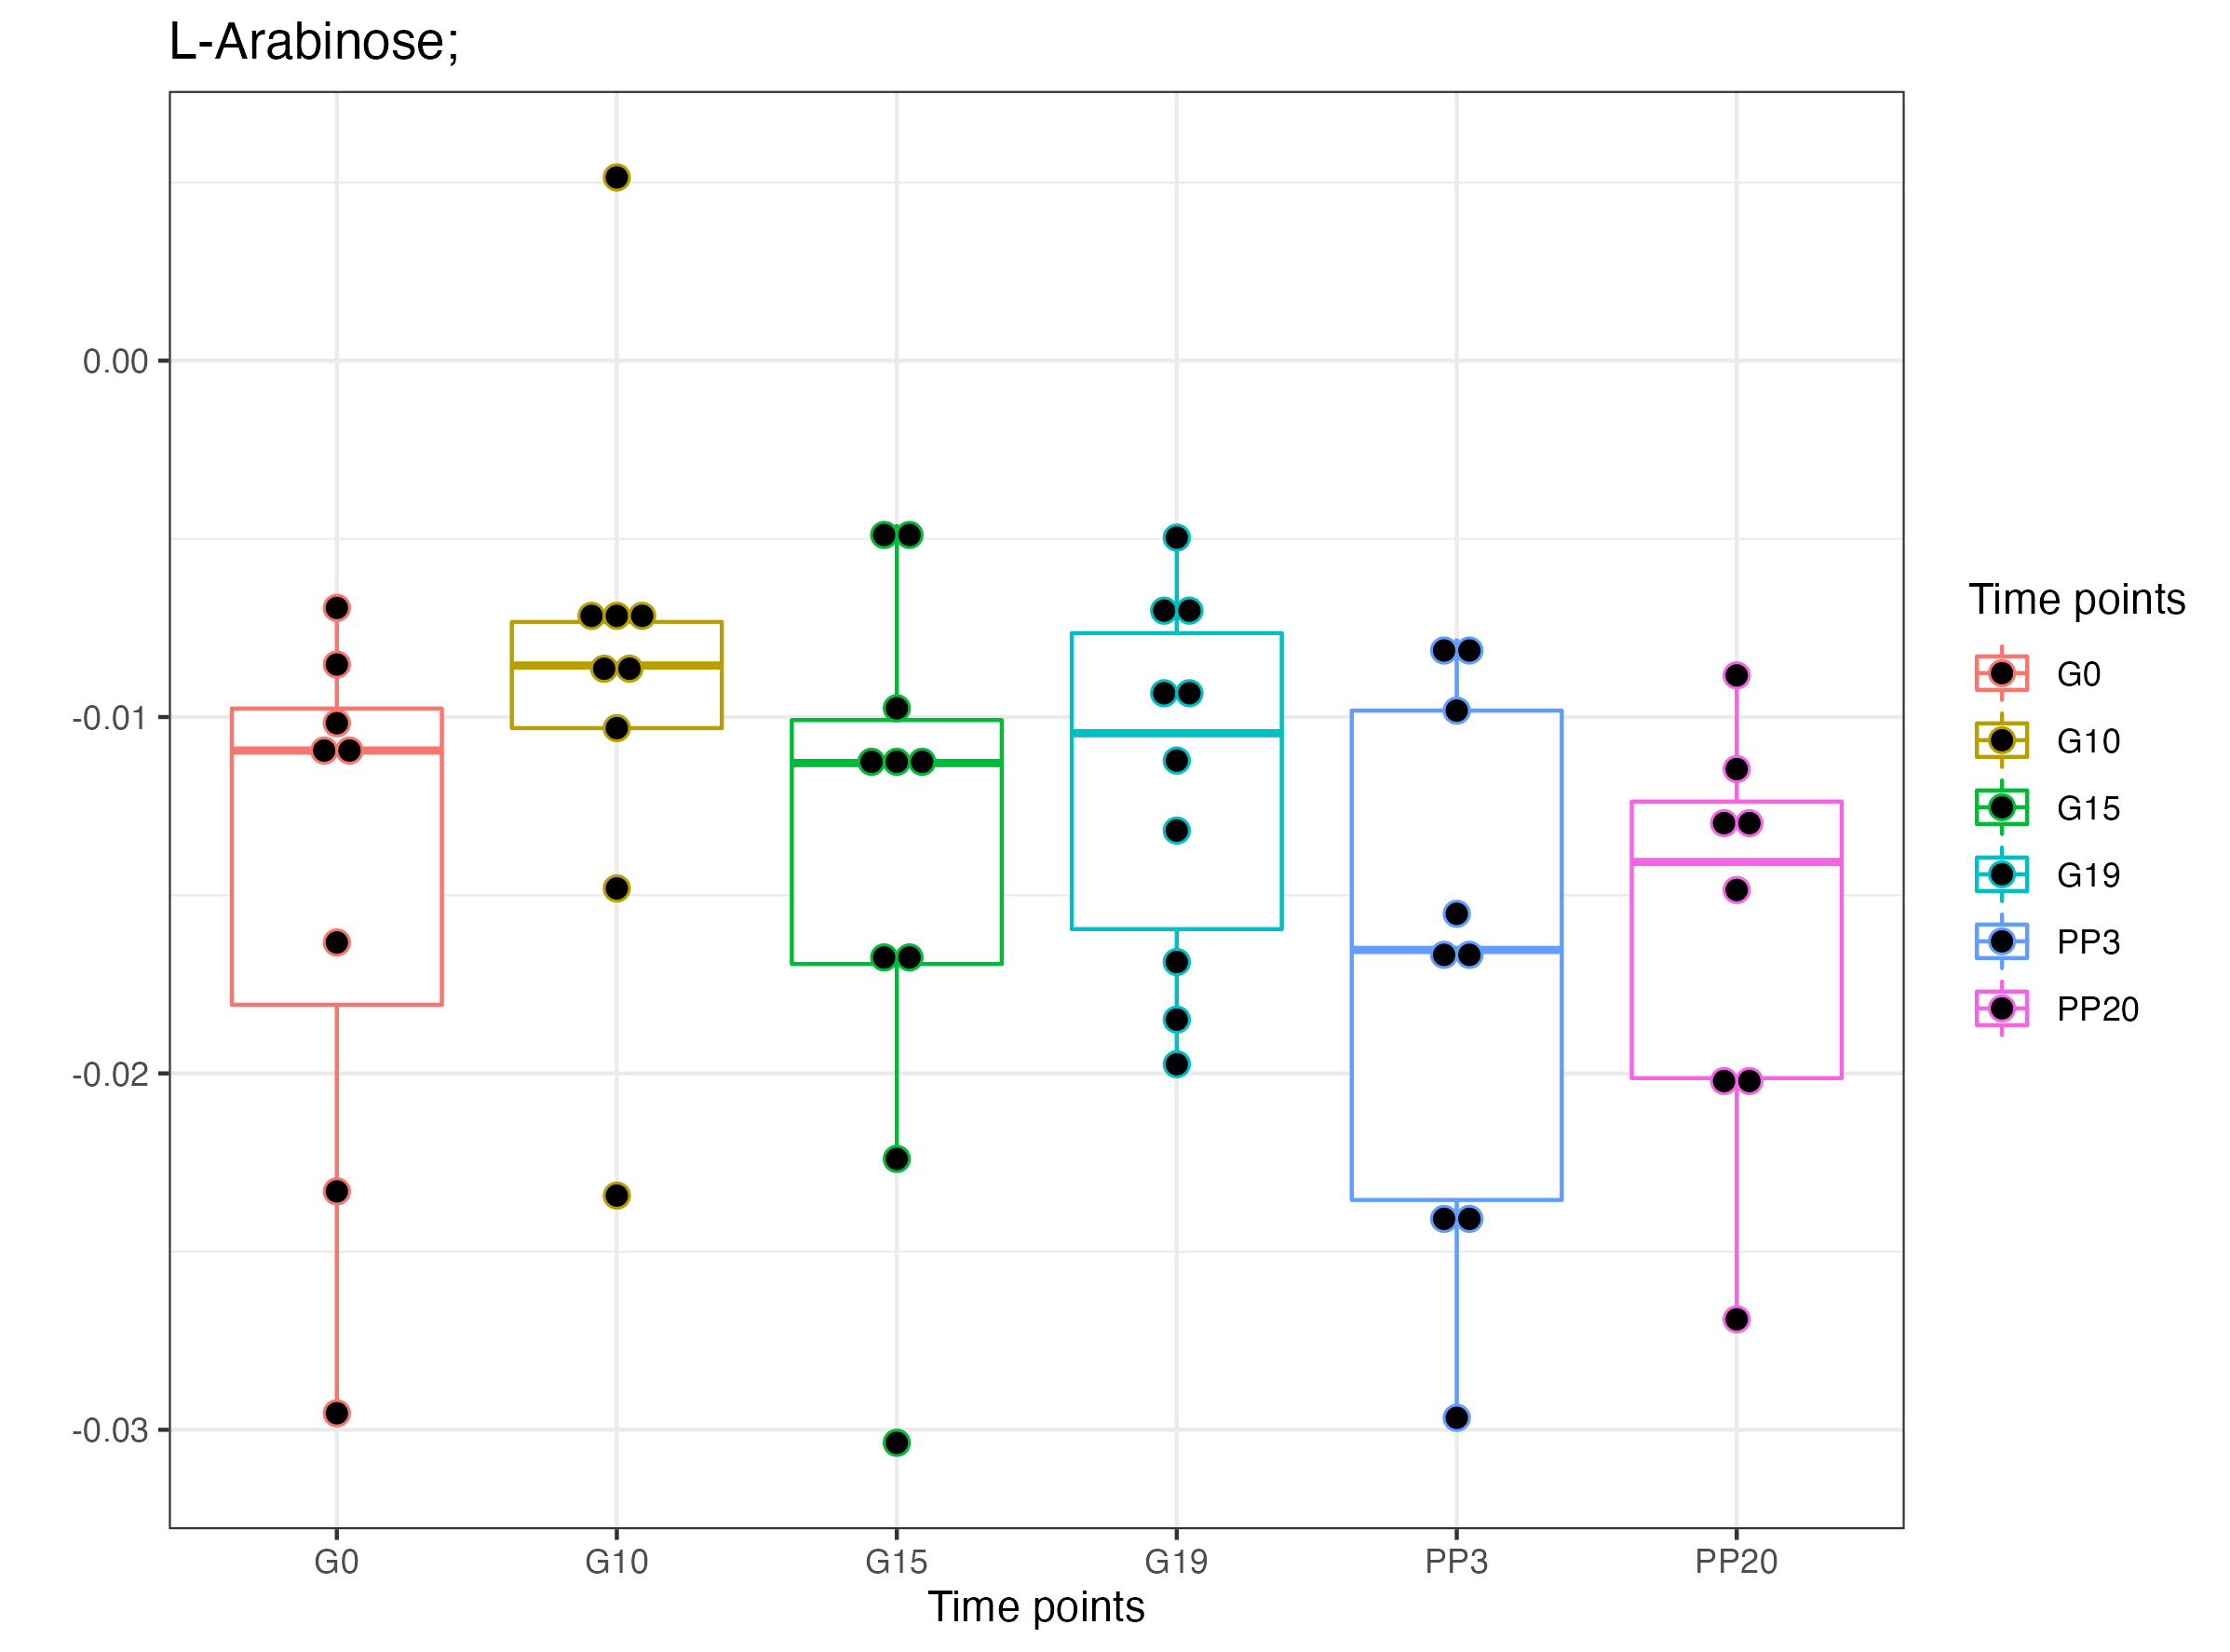 L-Arabinose;
0.00
-0.01
-0.02
-0.03
G0 G10 G15 G19 PP3 PP20
Time points
Time points
G0
G10
G15
G19
PP3
PP20